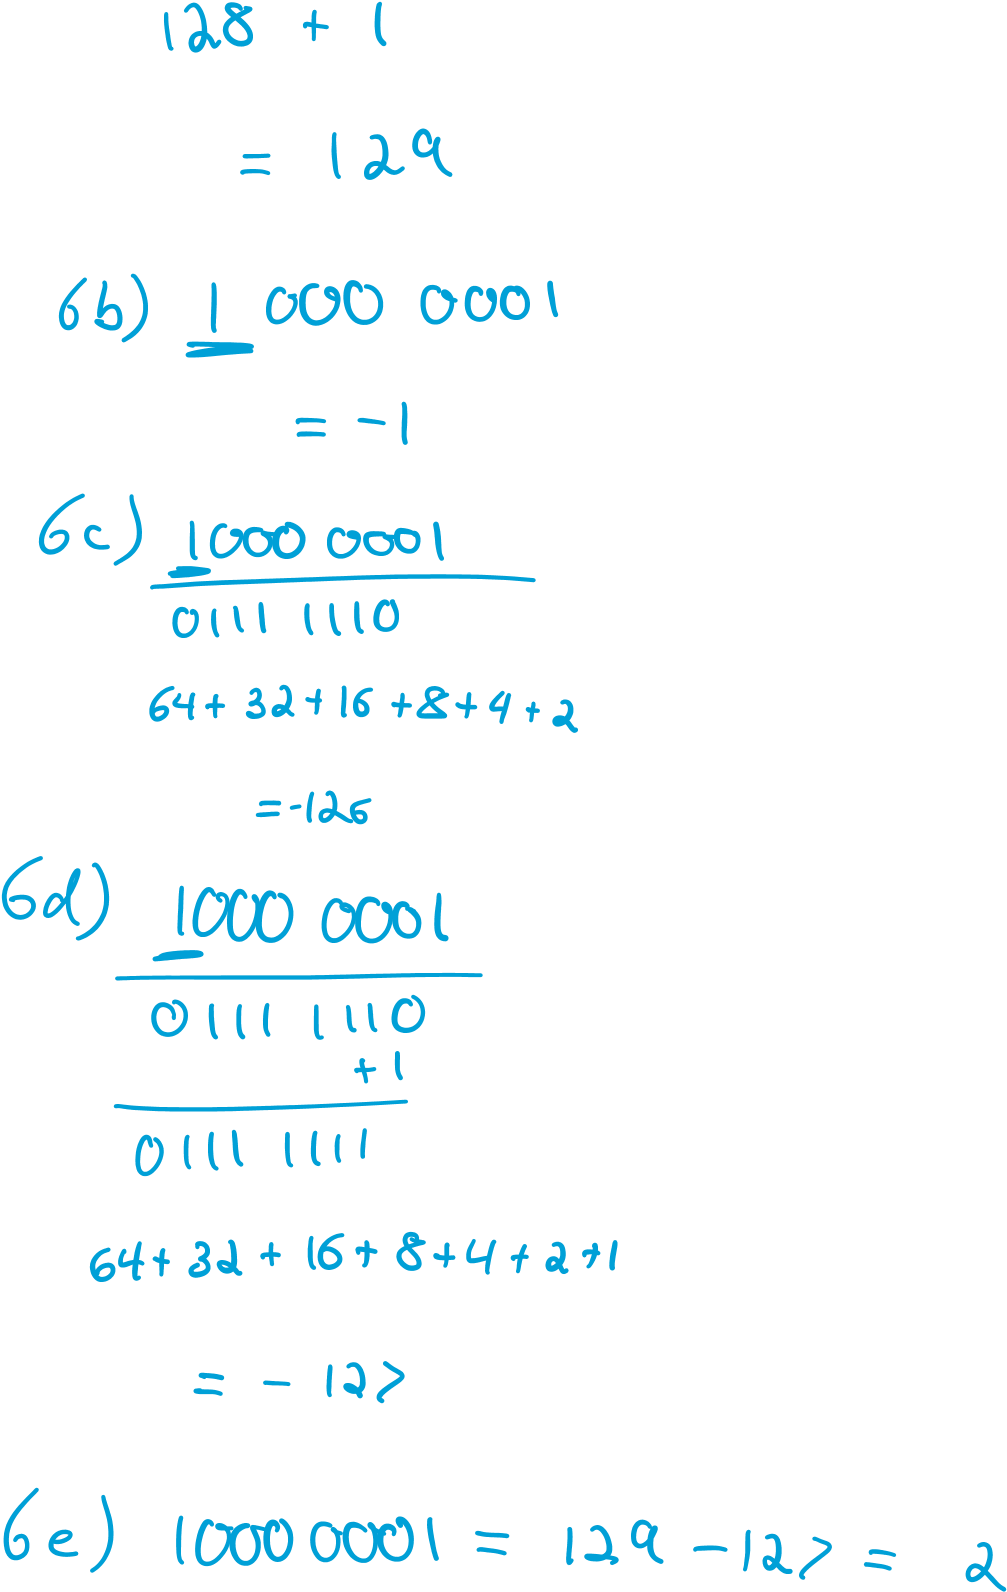 128 + 1
= 129
6b) 1 000 0001
= -1
6c) 1000 0001
0111 1110
64+ 32+16 +8+4+2
=-126
6d) 1000 0001
0111 1110
+1
0111 1111
64+ 32 + 16+ 8+4+2+1
= - 127
6e) 1000 0001 = 129 -127 = 2